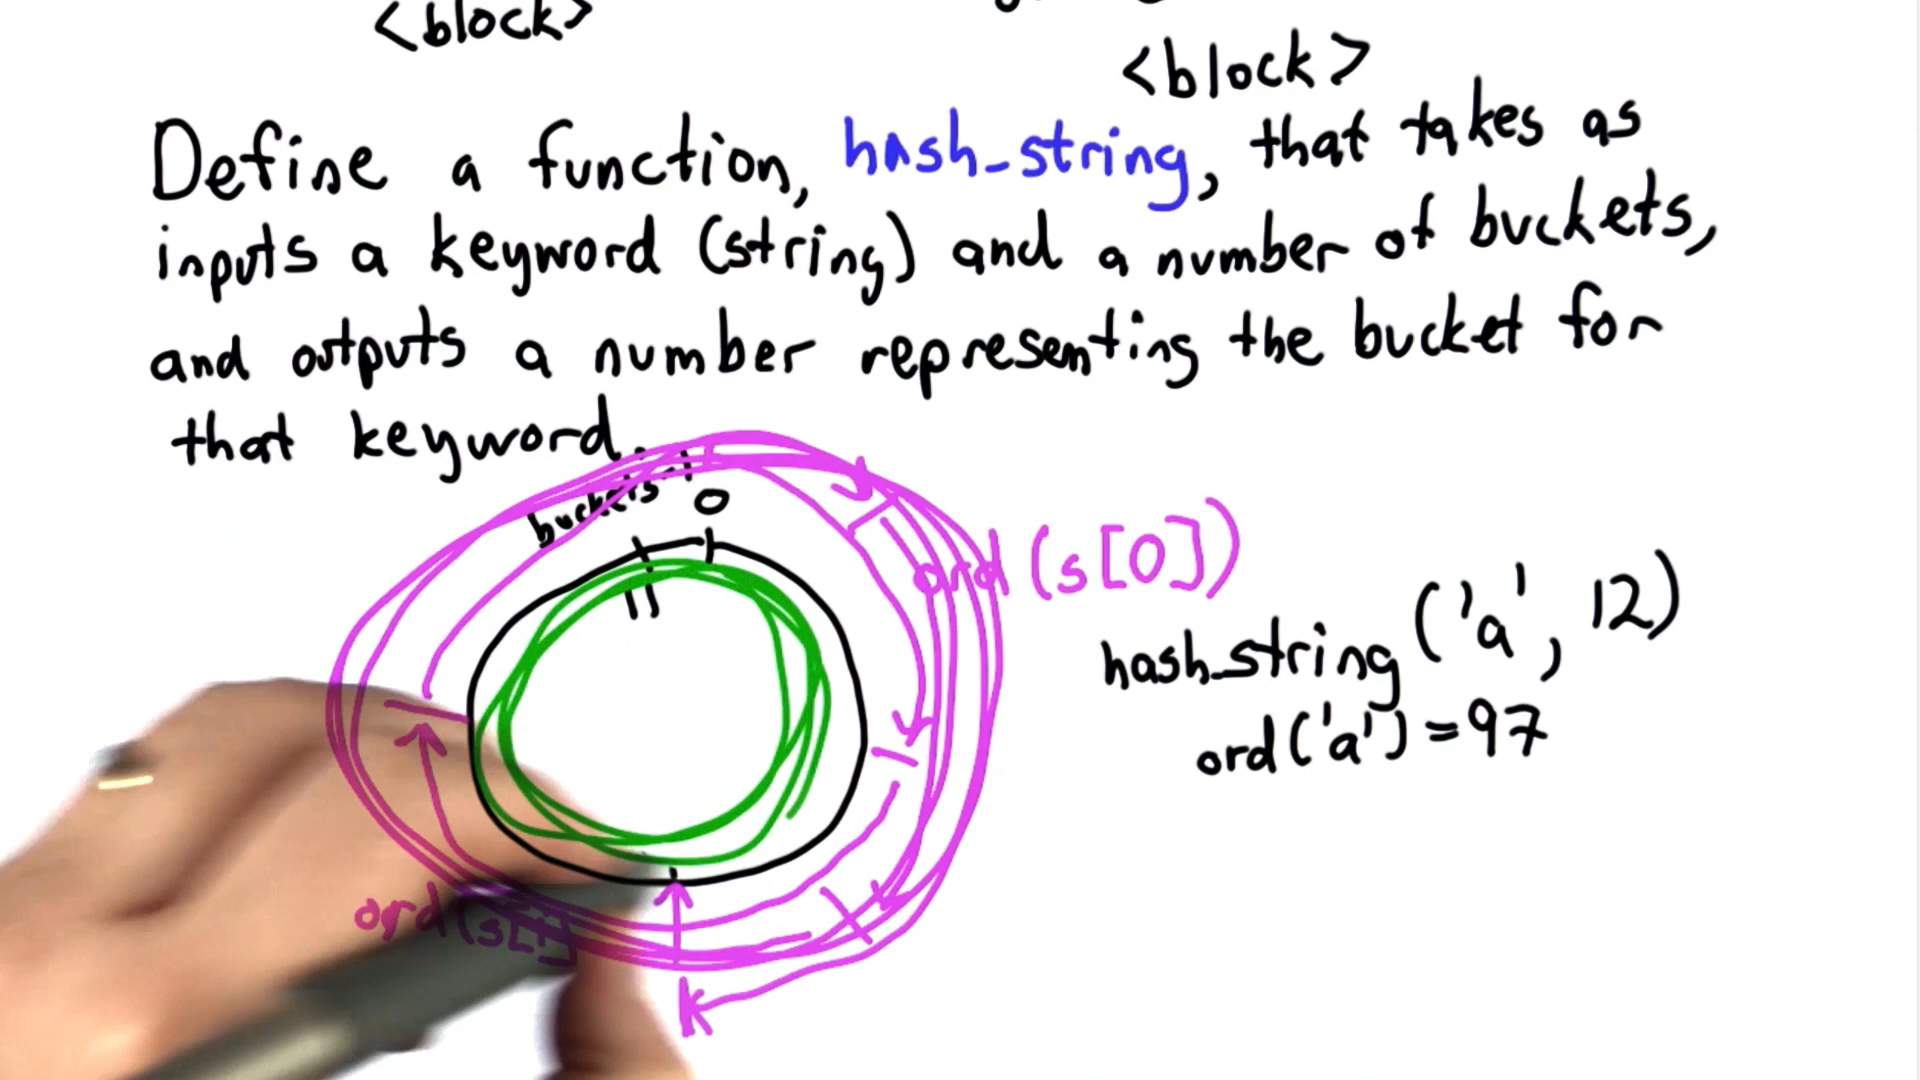 <block>
<block>
Define a function, hash_string, that takes as
inputs a keyword (string) and a number of buckets,
and outputs a number representing the bucket for
that keyword.
buckets-1
0
ord(s[0])
hash_string('a', 12)
ord('a') = 97
ord(s[1]
k